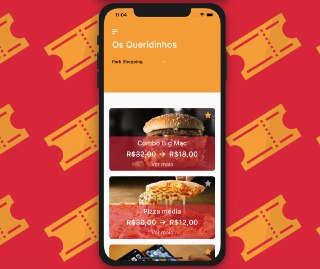 11:04
Os Queridinhos
Park Shopping
Combo Big Mac
R$32,00 → R$18,00
Ver mais
Pizza média
R$30,00 → R$12,00
Ver mais